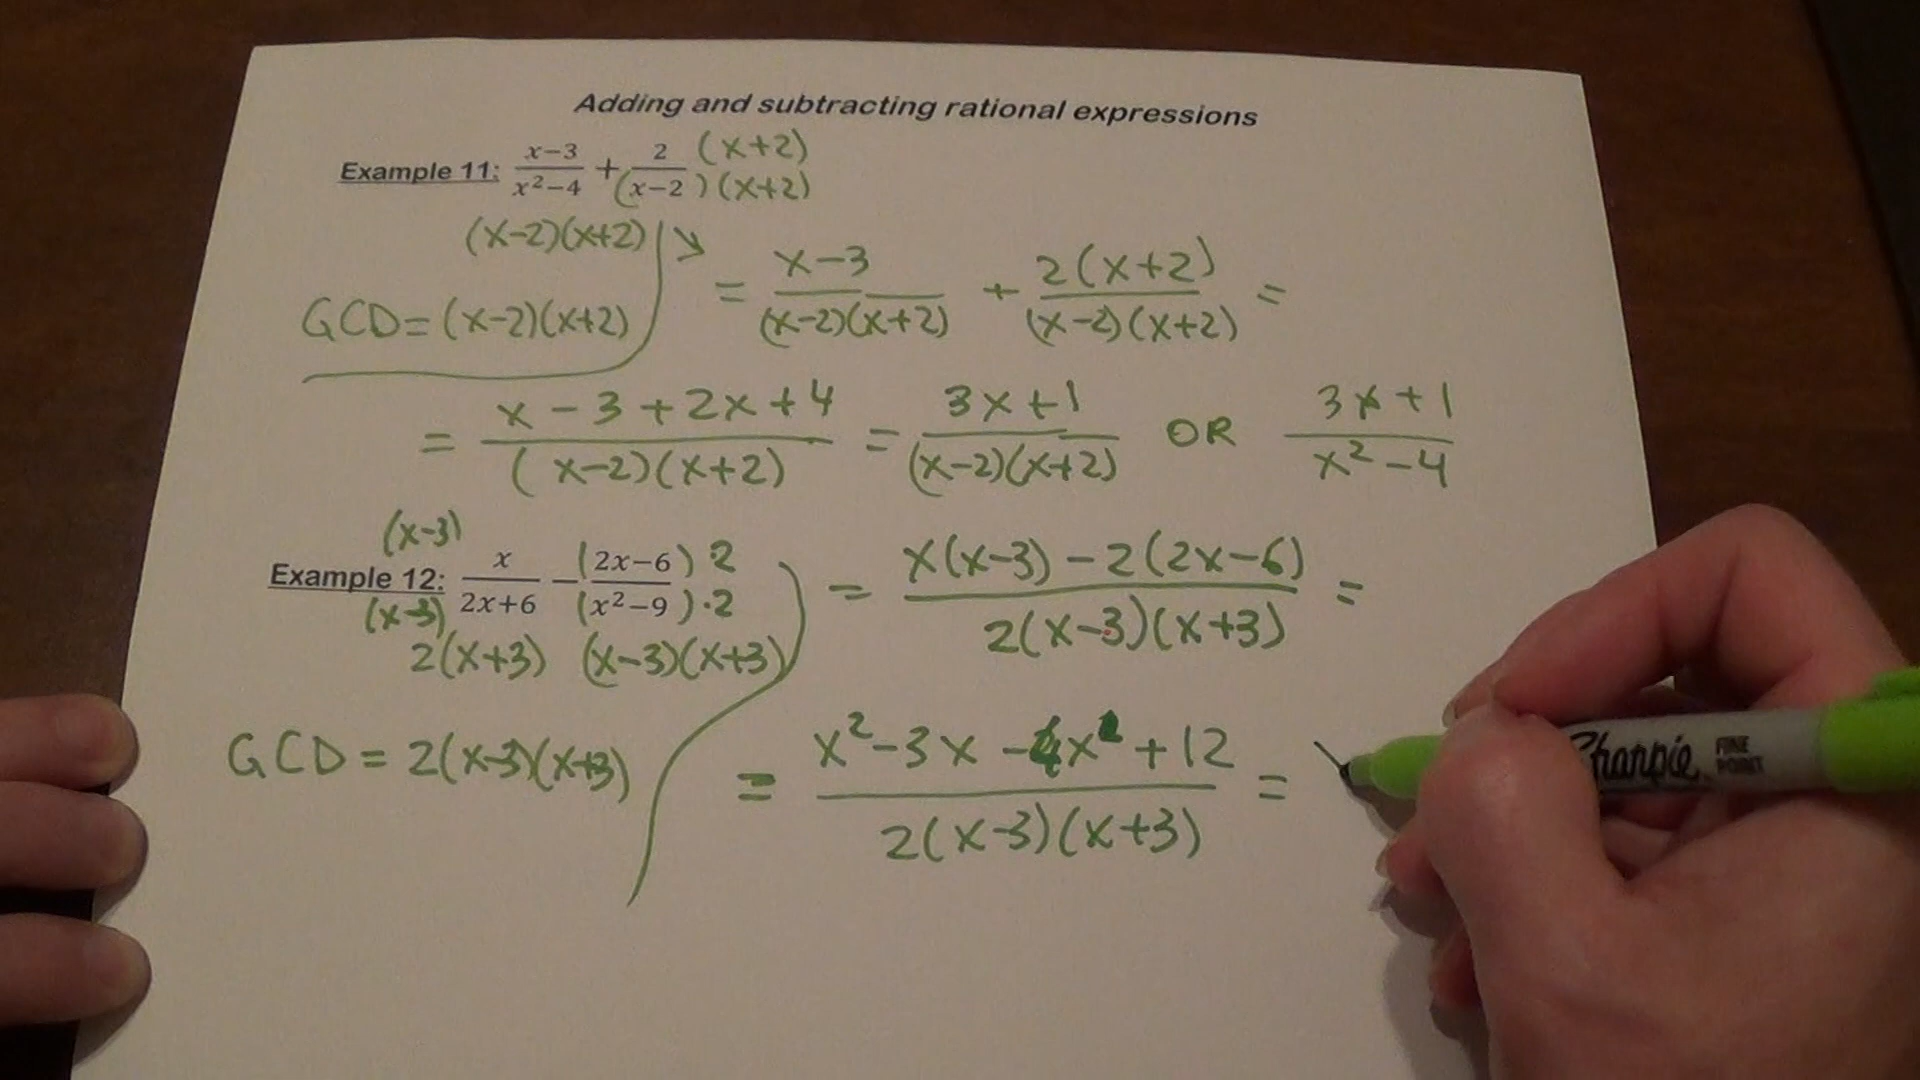 Adding and subtracting rational expressions
Example 11: x−3/x²−4 + 2/(x−2) (x+2)/(x+2)
(x-2)(x+2)
GCD=(x-2)(x+2)
= x-3/(x-2)(x+2) + 2(x+2)/(x-2)(x+2) =
= x-3+2x+4/(x-2)(x+2) = 3x+1/(x-2)(x+2) OR 3x+1/x²-4
Example 12: (x-3)/(x-3) x/2x+6 − (2x−6)·2/(x²−9)·2
2(x+3) (x-3)(x+3)
GCD = 2(x-3)(x+3)
= x(x-3)-2(2x-6)/2(x-3)(x+3) =
= x²-3x-4x+12/2(x-3)(x+3) =
Sharpie
FINE
POINT